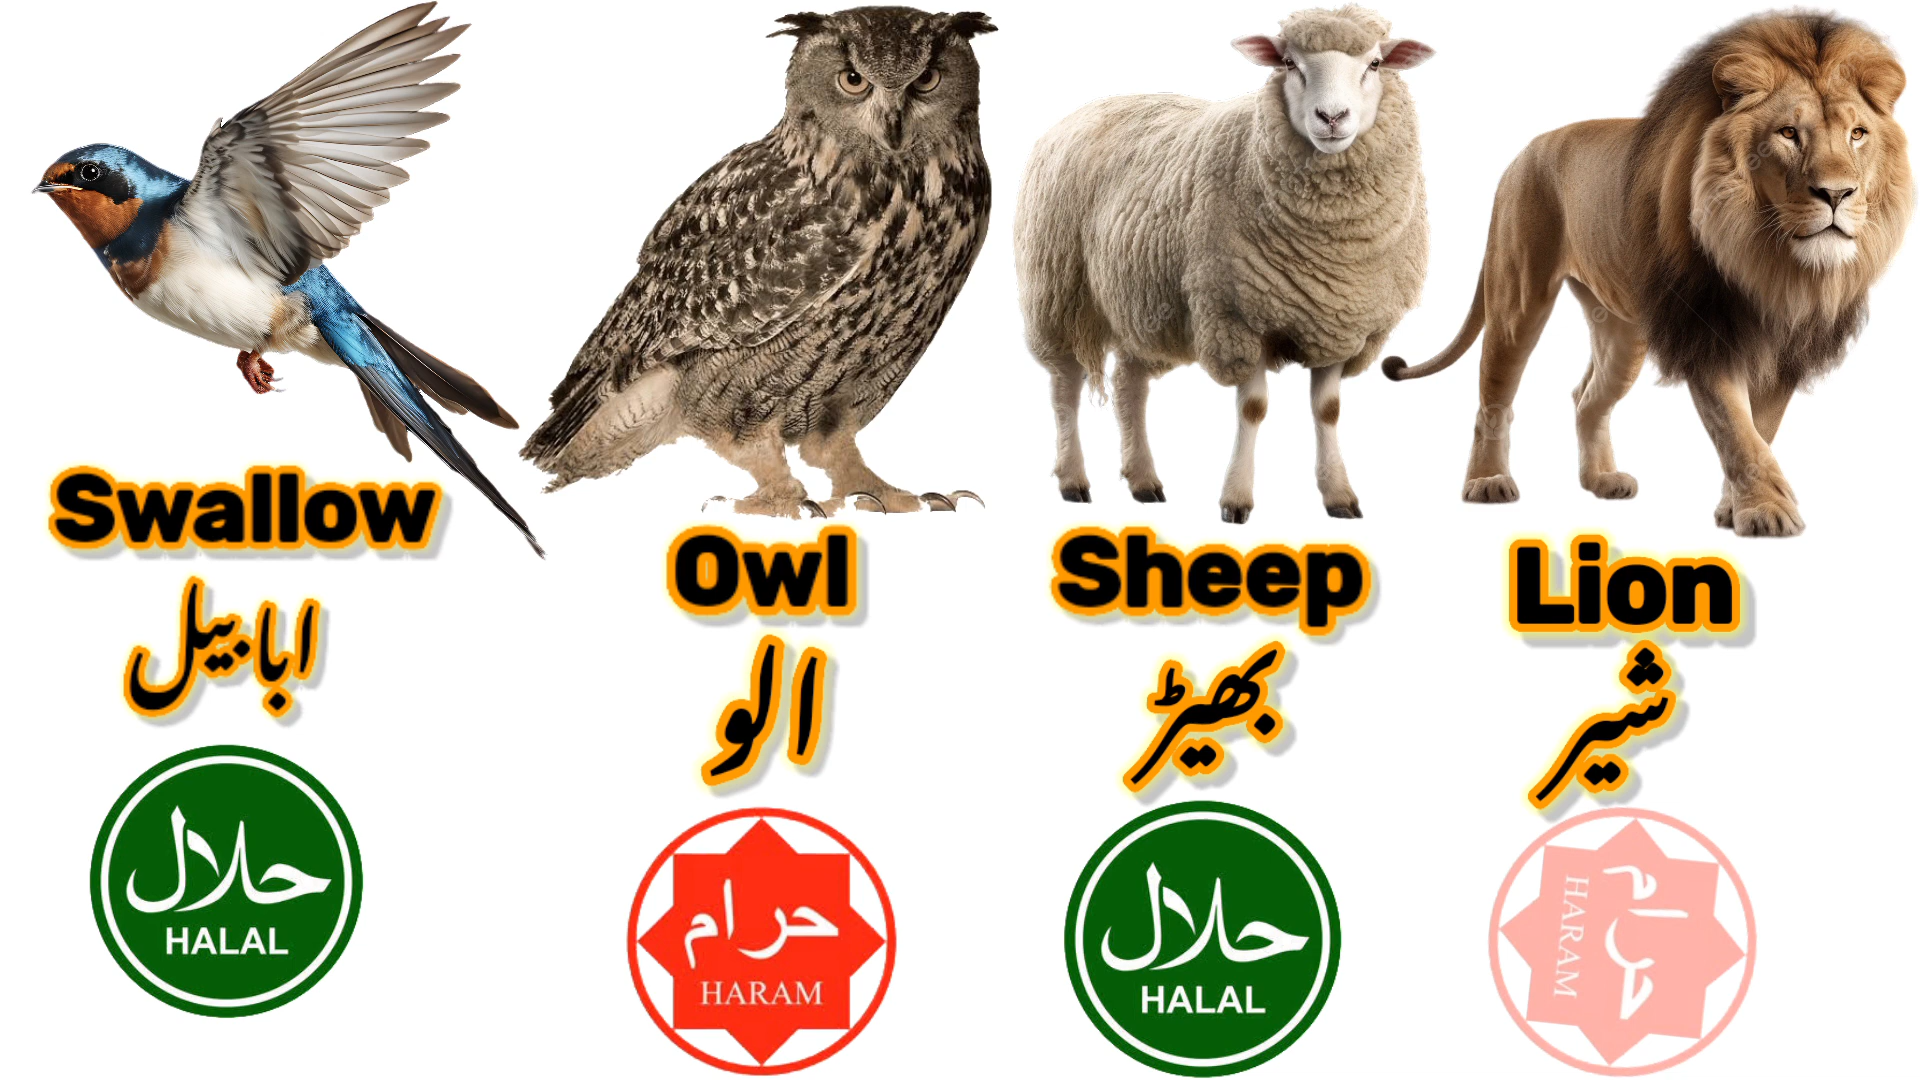 Swallow
ابابیل
حلال
HALAL
Owl
الو
حرام
HARAM
Sheep
بھیڑ
حلال
HALAL
Lion
شیر
حرام
HARAM